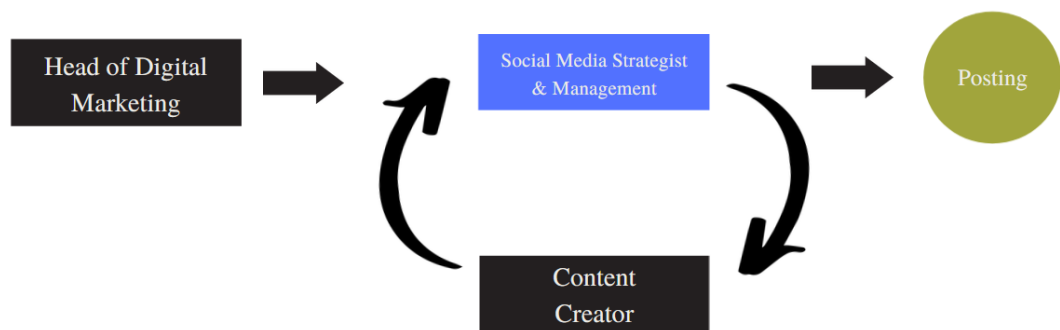 Head of Digital
Marketing
Social Media Strategist
& Management
Posting
Content
Creator